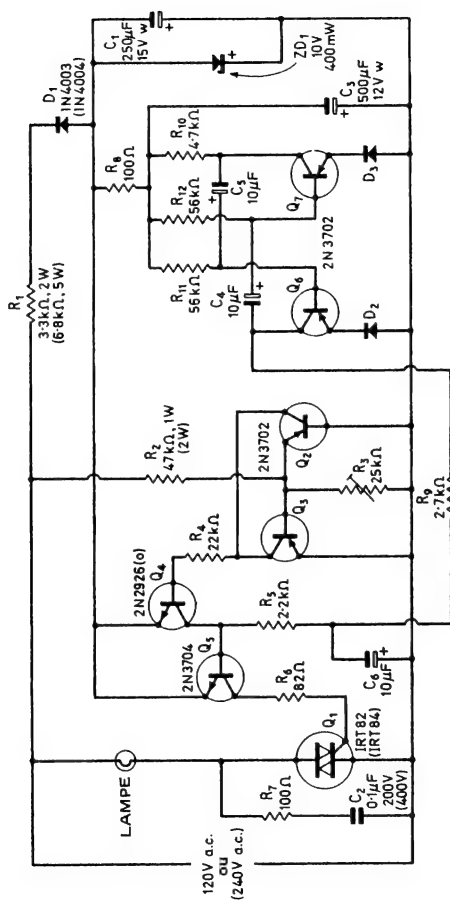 R₁
3·3kΩ, 2W
(6·8kΩ, 5W)
D₁
1N4003
(1N4004)
C₁
250µF
15V w
+
ZD₁
10V
400mW
+
R₈
100Ω
R₁₁
56kΩ
R₁₂
56kΩ
R₁₀
4·7kΩ
C₃
500µF
12V w
+
C₅
10µF
+
C₄
10µF
+
Q₆
Q₇
2N3702
D₂
D₃
R₂
47kΩ, 1W
(2W)
2N3702
Q₂
Q₃
R₃
25kΩ
R₉
2·7kΩ
2N2926(o)
Q₄
R₄
22kΩ
2N3704
Q₅
R₅
2·2kΩ
R₆
82Ω
C₆
10µF
+
LAMPE
Q₁
IRT82
(IRT84)
R₇
100Ω
C₂
0·1µF
200V
(400V)
120V a.c.
ou
(240V a.c.)